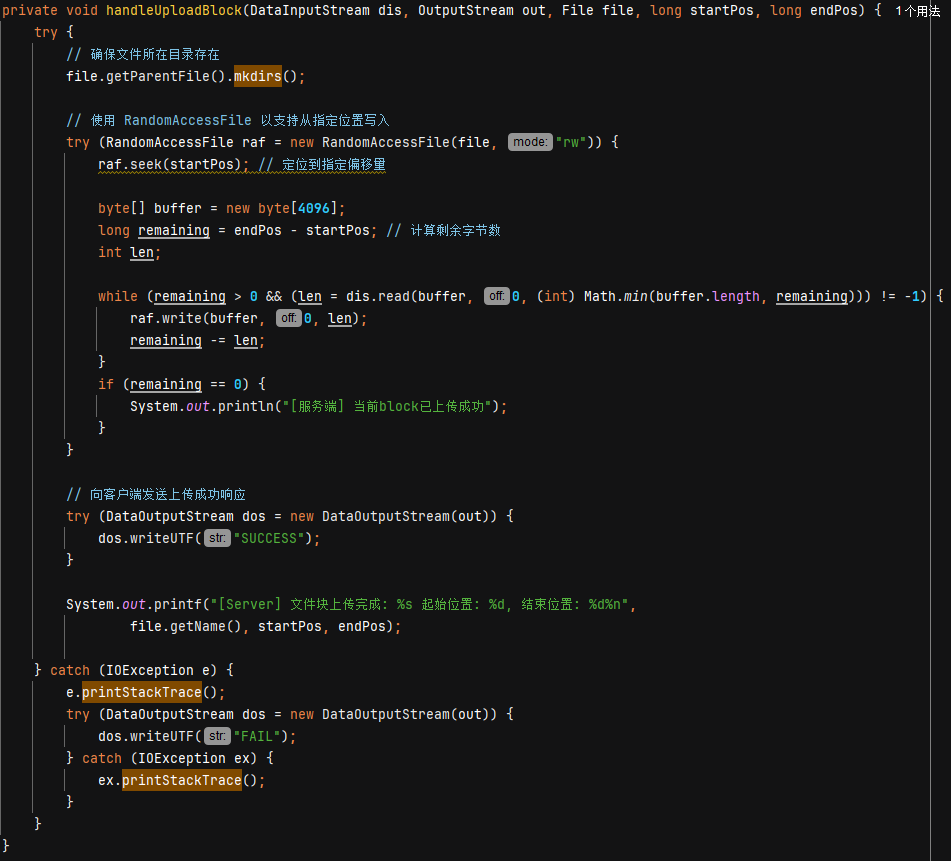 private void handleUploadBlock(DataInputStream dis, OutputStream out, File file, long startPos, long endPos) { 1个用法
try {
// 确保文件所在目录存在
file.getParentFile().mkdirs();
// 使用 RandomAccessFile 以支持从指定位置写入
try (RandomAccessFile raf = new RandomAccessFile(file, mode: "rw")) {
raf.seek(startPos); // 定位到指定偏移量
byte[] buffer = new byte[4096];
long remaining = endPos - startPos; // 计算剩余字节数
int len;
while (remaining > 0 && (len = dis.read(buffer, off: 0, (int) Math.min(buffer.length, remaining))) != -1) {
raf.write(buffer, off: 0, len);
remaining -= len;
}
if (remaining == 0) {
System.out.println("[服务端] 当前block已上传成功");
}
}
// 向客户端发送上传成功响应
try (DataOutputStream dos = new DataOutputStream(out)) {
dos.writeUTF(str: "SUCCESS");
}
System.out.printf("[Server] 文件块上传完成: %s 起始位置: %d, 结束位置: %d%n",
file.getName(), startPos, endPos);
} catch (IOException e) {
e.printStackTrace();
try (DataOutputStream dos = new DataOutputStream(out)) {
dos.writeUTF(str: "FAIL");
} catch (IOException ex) {
ex.printStackTrace();
}
}
}